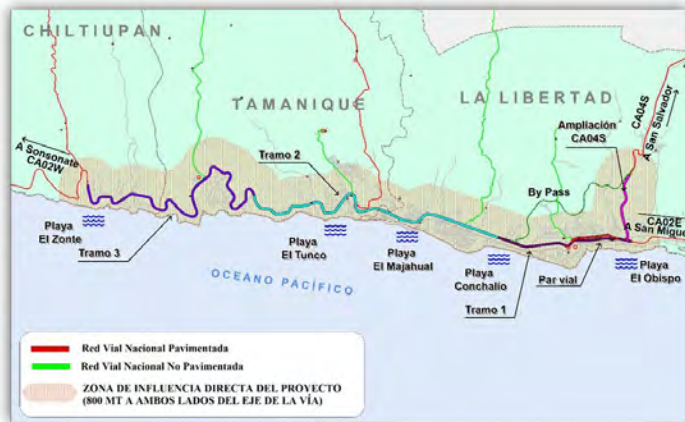 CHILTIUPAN
TAMANIQUE
LA LIBERTAD
CA04S
A San Salvador
Ampliación
CA04S
A Sonsonate
CA02W
Tramo 2
By Pass
CA02E
A San Migue
Playa
El Zonte
Tramo 3
Playa
El Tunco
Playa
El Majahual
Playa
Conchalio
Tramo 1
Par vial
Playa
El Obispo
OCEANO PACÍFICO
Red Vial Nacional Pavimentada
Red Vial Nacional No Pavimentada
ZONA DE INFLUENCIA DIRECTA DEL PROYECTO
(800 MT A AMBOS LADOS DEL EJE DE LA VÍA)